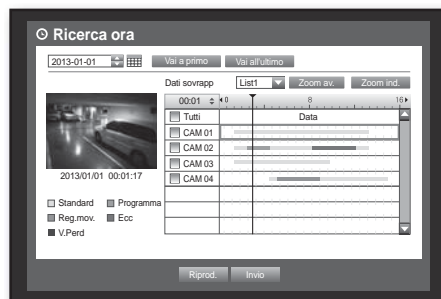 Ricerca ora
2013-01-01 Vai a primo Vai all'ultimo
Dati sovrapp List1 Zoom av. Zoom ind.
00:01 0 8 16
Tutti Data
CAM 01
CAM 02
CAM 03
CAM 04
2013/01/01 00:01:17
Standard Programma
Reg.mov. Ecc
V.Perd
Riprod. Invio